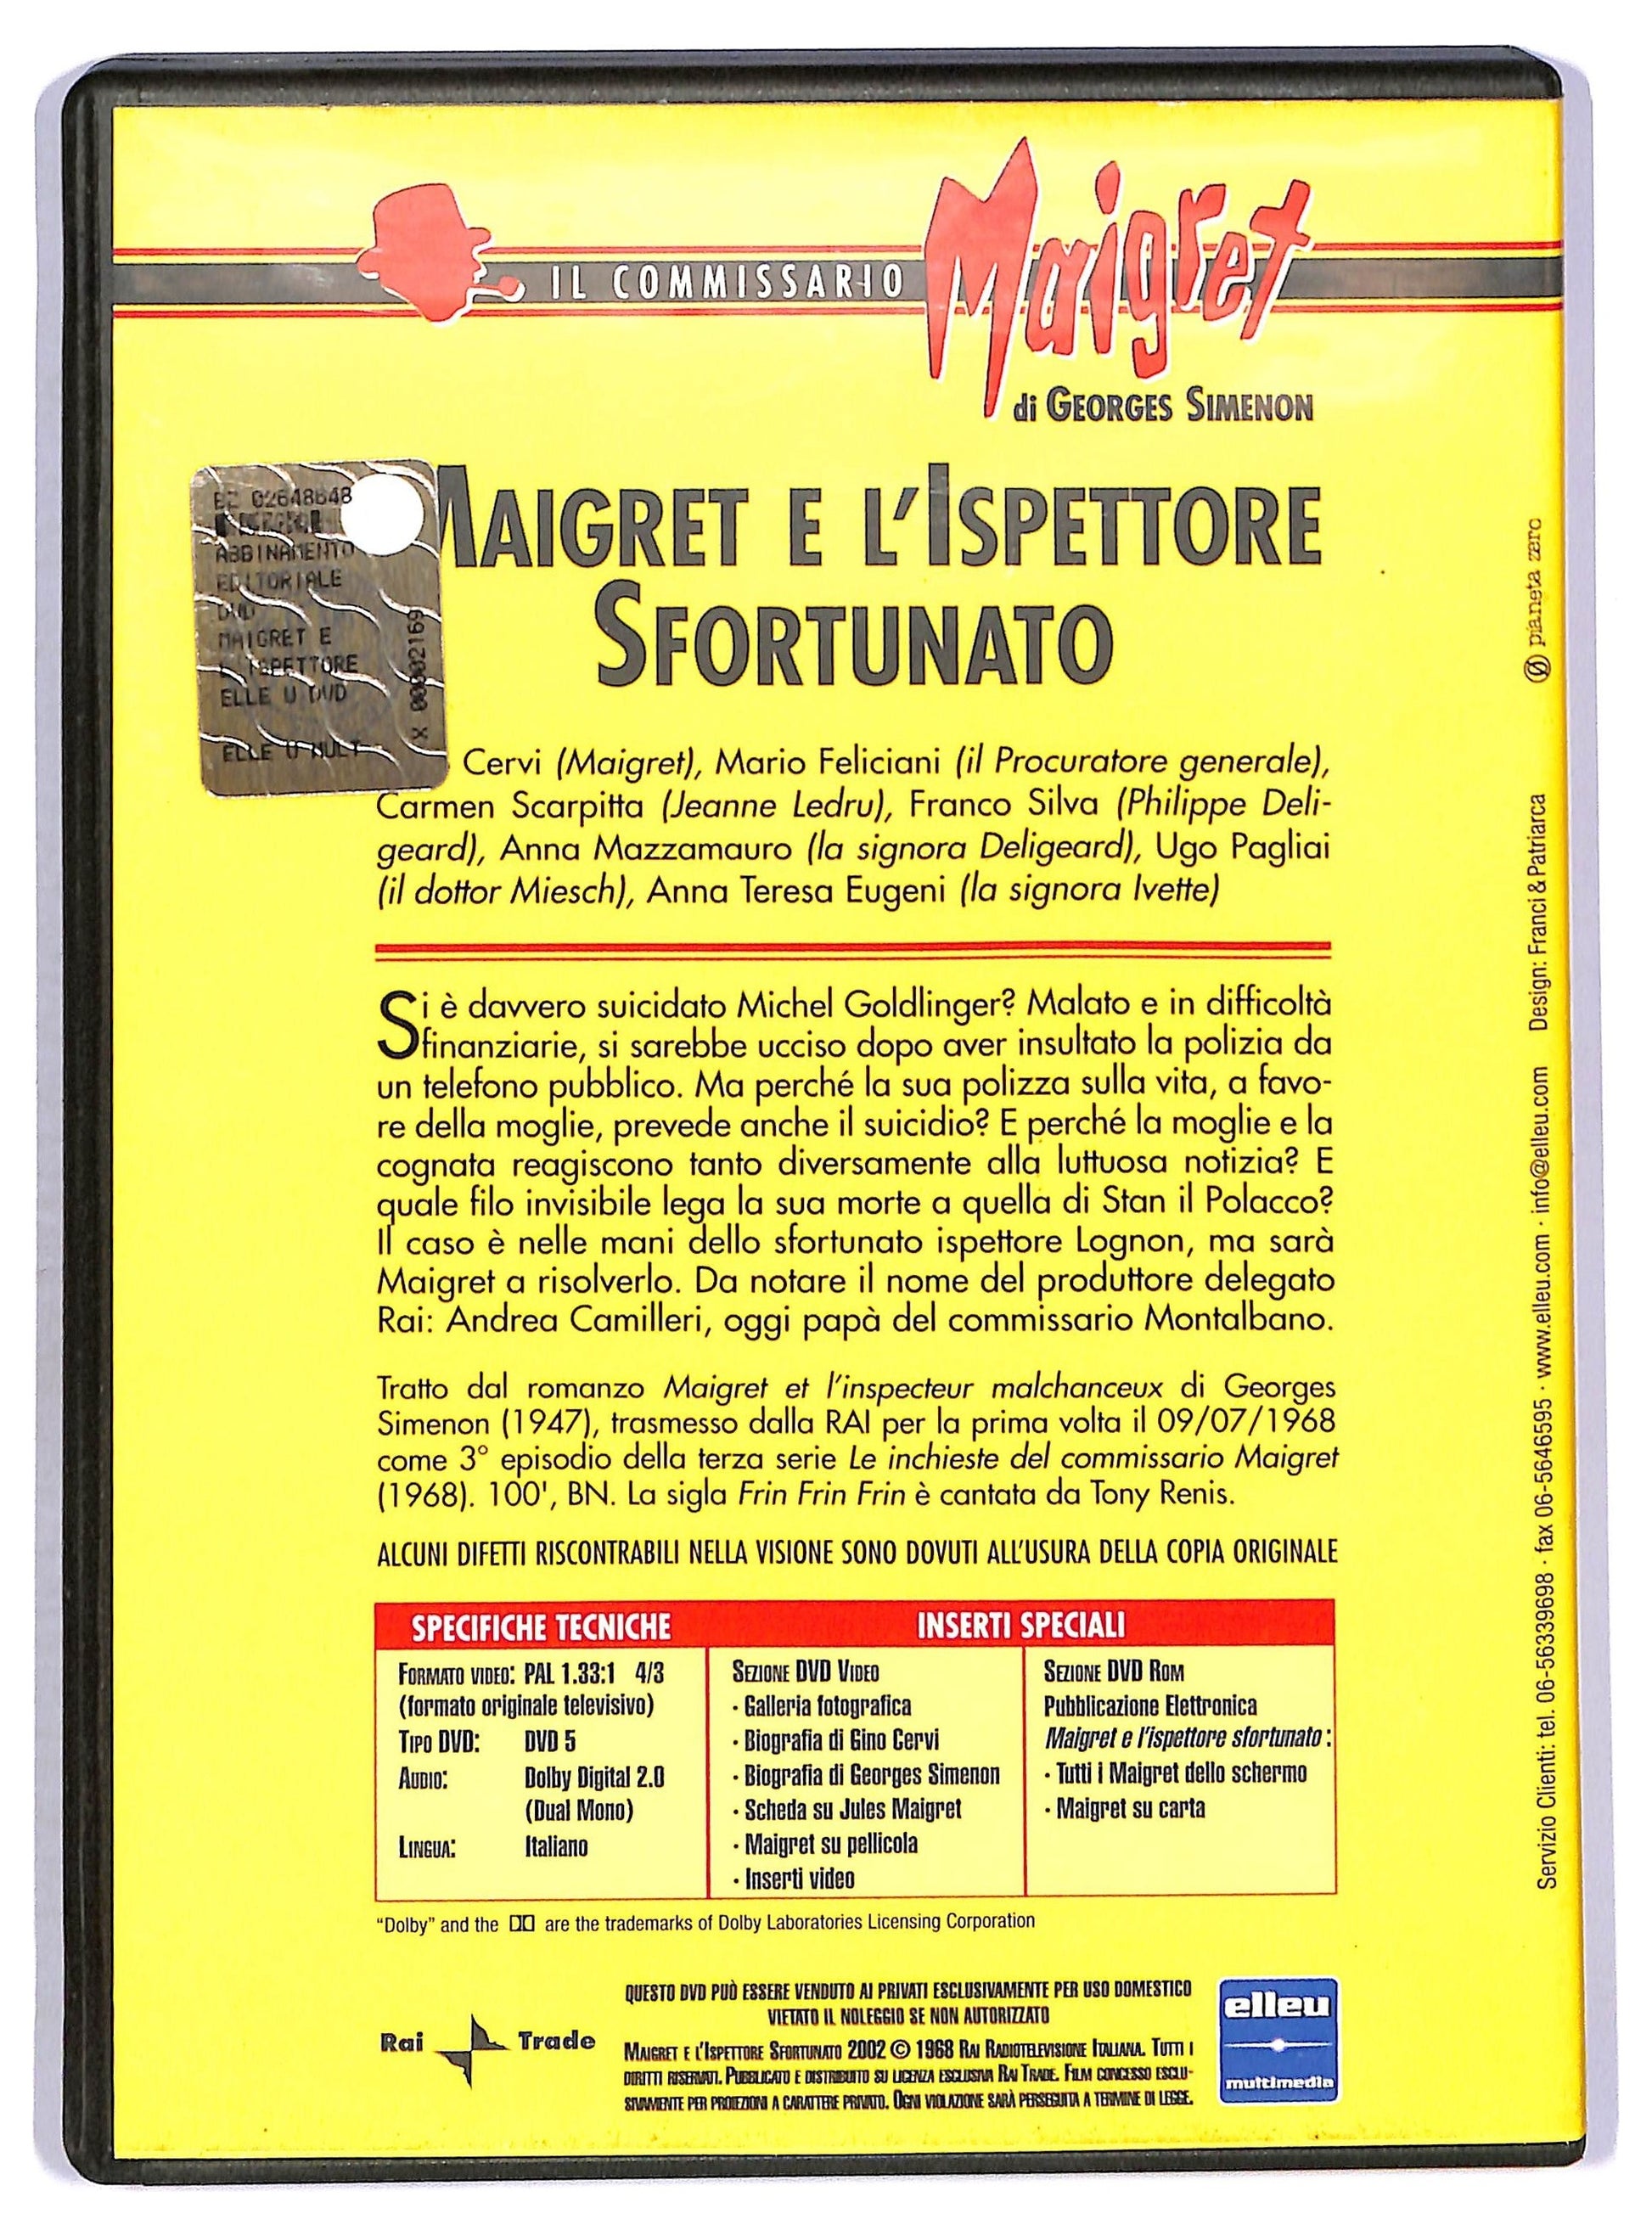 IL COMMISSARIO Maigret
di GEORGES SIMENON
MAIGRET E L'ISPETTORE
SFORTUNATO
ABBINAMENTO
EDITORIALE
DVD
MAIGRET E
L'ISPETTORE
ELLE U DVD
ELLE U MULT
X 00002169
Cervi (Maigret), Mario Feliciani (il Procuratore generale),
Carmen Scarpitta (Jeanne Ledru), Franco Silva (Philippe Deli-
geard), Anna Mazzamauro (la signora Deligeard), Ugo Pagliai
(il dottor Miesch), Anna Teresa Eugeni (la signora Ivette)
Si è davvero suicidato Michel Goldlinger? Malato e in difficoltà
finanziarie, si sarebbe ucciso dopo aver insultato la polizia da
un telefono pubblico. Ma perché la sua polizza sulla vita, a favo-
re della moglie, prevede anche il suicidio? E perché la moglie e la
cognata reagiscono tanto diversamente alla luttuosa notizia? E
quale filo invisibile lega la sua morte a quella di Stan il Polacco?
Il caso è nelle mani dello sfortunato ispettore Lognon, ma sarà
Maigret a risolverlo. Da notare il nome del produttore delegato
Rai: Andrea Camilleri, oggi papà del commissario Montalbano.
Tratto dal romanzo Maigret et l'inspecteur malchanceux di Georges
Simenon (1947), trasmesso dalla RAI per la prima volta il 09/07/1968
come 3° episodio della terza serie Le inchieste del commissario Maigret
(1968). 100', BN. La sigla Frin Frin Frin è cantata da Tony Renis.
ALCUNI DIFETTI RISCONTRABILI NELLA VISIONE SONO DOVUTI ALL'USURA DELLA COPIA ORIGINALE
SPECIFICHE TECNICHE
FORMATO VIDEO: PAL 1.33:1 4/3
(formato originale televisivo)
TIPO DVD: DVD 5
AUDIO: Dolby Digital 2.0
(Dual Mono)
LINGUA: Italiano
INSERTI SPECIALI
SEZIONE DVD VIDEO
· Galleria fotografica
· Biografia di Gino Cervi
· Biografia di Georges Simenon
· Scheda su Jules Maigret
· Maigret su pellicola
· Inserti video
SEZIONE DVD ROM
Pubblicazione Elettronica
Maigret e l'ispettore sfortunato:
· Tutti i Maigret dello schermo
· Maigret su carta
"Dolby" and the are the trademarks of Dolby Laboratories Licensing Corporation
Rai Trade
QUESTO DVD PUÒ ESSERE VENDUTO AI PRIVATI ESCLUSIVAMENTE PER USO DOMESTICO
VIETATO IL NOLEGGIO SE NON AUTORIZZATO
MAIGRET E L'ISPETTORE SFORTUNATO 2002 © 1968 RAI RADIOTELEVISIONE ITALIANA. TUTTI I
DIRITTI RISERVATI. PUBBLICATO E DISTRIBUITO SU LICENZA ESCLUSIVA RAI TRADE. FILM CONCESSO ESCLU-
SIVAMENTE PER PROIEZIONI A CARATTERE PRIVATO. OGNI VIOLAZIONE SARÀ PERSEGUITA A TERMINE DI LEGGE.
elleu
multimedia
Servizio Clienti: tel. 06-56339698 · fax 06-5646595 · www.elleu.com · info@elleu.com Design: Franci & Patriarca pianeta zero